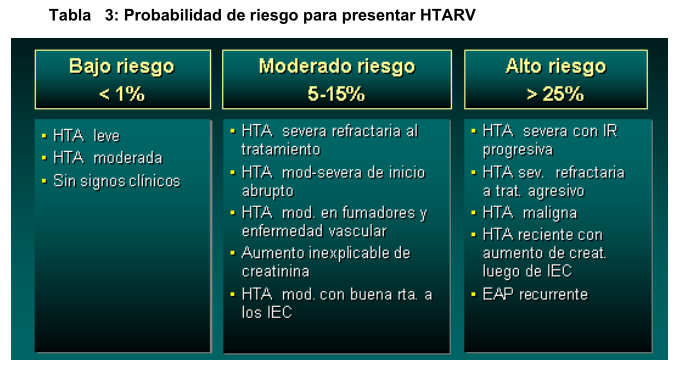 Tabla 3: Probabilidad de riesgo para presentar HTARV
Bajo riesgo
< 1%
▪ HTA leve
▪ HTA moderada
▪ Sin signos clínicos
Moderado riesgo
5-15%
▪ HTA severa refractaria al
tratamiento
▪ HTA mod-severa de inicio
abrupto
▪ HTA mod. en fumadores y
enfermedad vascular
▪ Aumento inexplicable de
creatinina
▪ HTA mod. con buena rta. a
los IEC
Alto riesgo
> 25%
▪ HTA severa con IR
progresiva
▪ HTA sev. refractaria
a trat. agresivo
▪ HTA maligna
▪ HTA reciente con
aumento de creat.
luego de IEC
▪ EAP recurrente